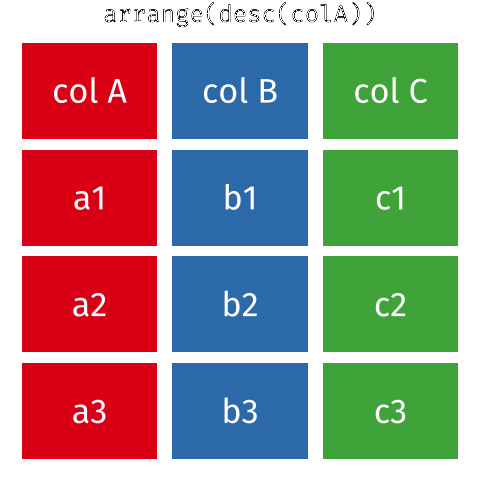 arrange(desc(colA))
col A col B col C
a1 b1 c1
a2 b2 c2
a3 b3 c3